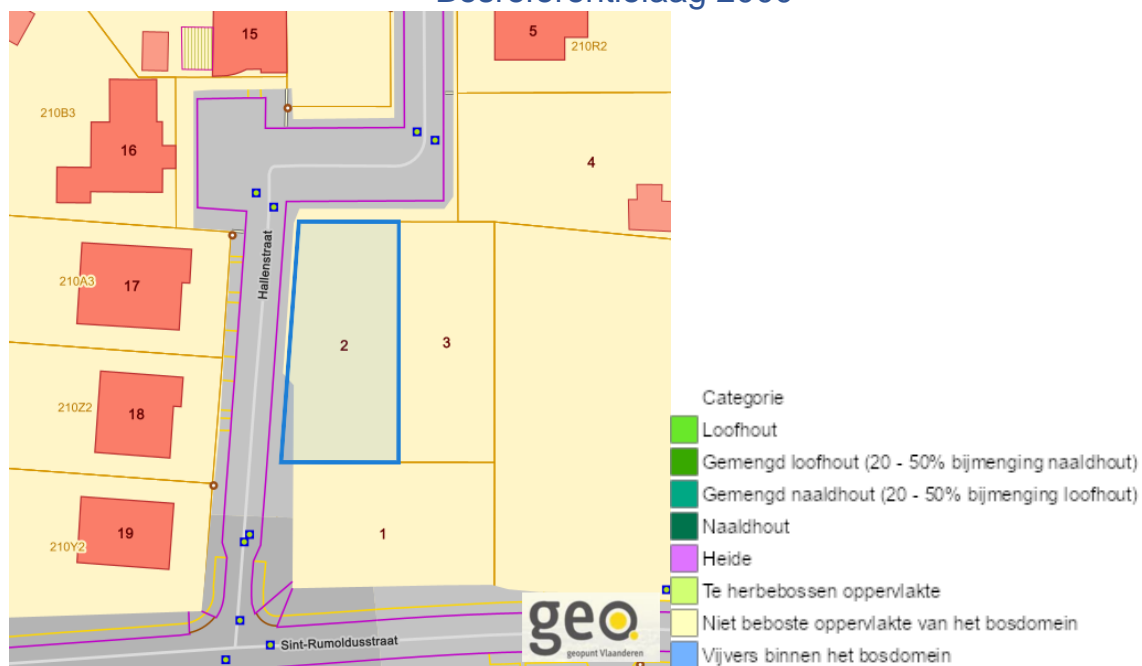 15
5
210R2
210B3
16
4
Hallenstraat
210A3
17
2
3
210Z2
18
19
210Y2
1
Sint-Rumoldusstraat
geo
geopunt Vlaanderen
Categorie
Loofhout
Gemengd loofhout (20 - 50% bijmenging naaldhout)
Gemengd naaldhout (20 - 50% bijmenging loofhout)
Naaldhout
Heide
Te herbebossen oppervlakte
Niet beboste oppervlakte van het bosdomein
Vijvers binnen het bosdomein